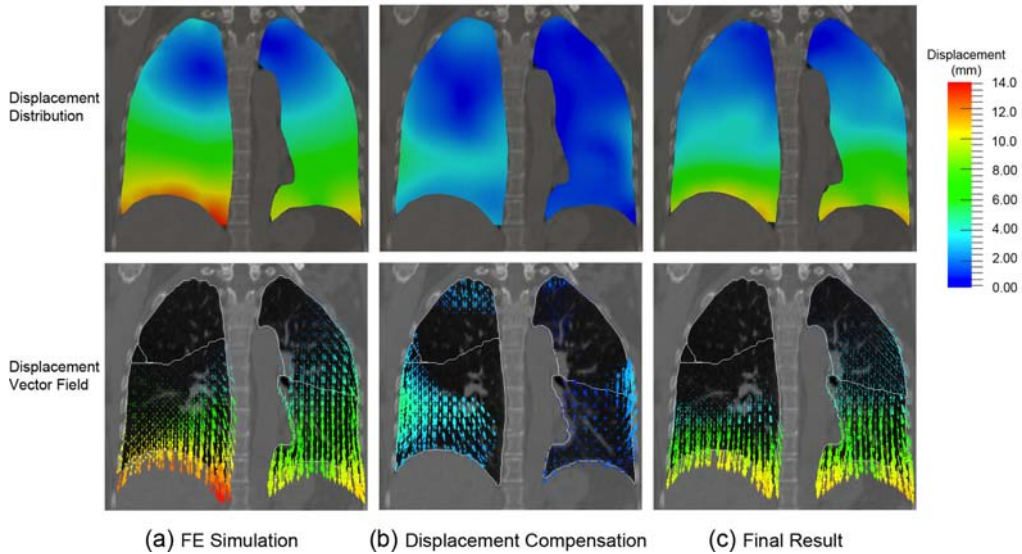 Displacement
Distribution
Displacement
(mm)
14.0
12.0
10.0
8.00
6.00
4.00
2.00
0.00
Displacement
Vector Field
(a) FE Simulation
(b) Displacement Compensation
(c) Final Result